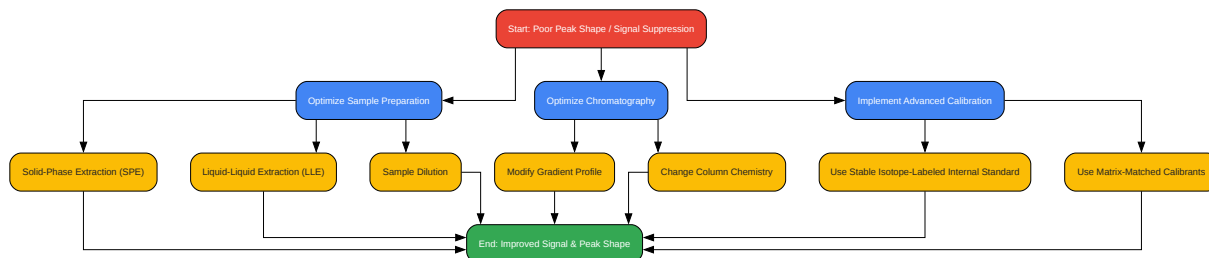 Start: Poor Peak Shape / Signal Suppression
Optimize Sample Preparation
Optimize Chromatography
Implement Advanced Calibration
Solid-Phase Extraction (SPE)
Liquid-Liquid Extraction (LLE)
Sample Dilution
Modify Gradient Profile
Change Column Chemistry
Use Stable Isotope-Labeled Internal Standard
Use Matrix-Matched Calibrants
End: Improved Signal & Peak Shape